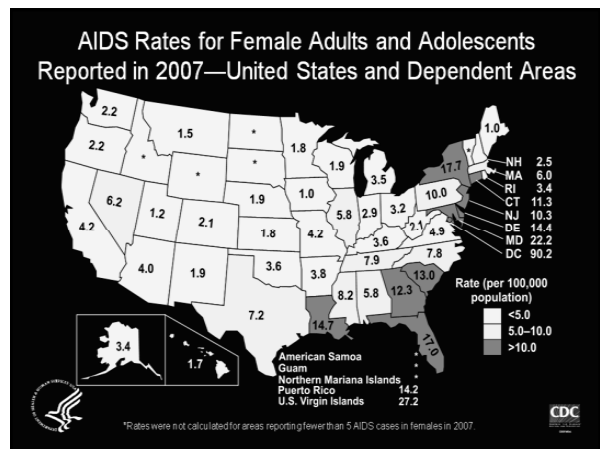 AIDS Rates for Female Adults and Adolescents
Reported in 2007—United States and Dependent Areas
2.2
2.2
4.2
6.2
*
1.5
*
1.2
4.0
2.1
1.9
*
*
1.9
1.8
3.6
7.2
1.8
1.0
4.2
3.8
14.7
1.9
5.8
3.5
2.9
3.2
3.6
7.9
8.2
5.8
12.3
13.0
17.0
7.8
4.9
2.1
10.0
17.7
*
1.0
NH 2.5
MA 6.0
RI 3.4
CT 11.3
NJ 10.3
DE 14.4
MD 22.2
DC 90.2
Rate (per 100,000
population)
<5.0
5.0–10.0
>10.0
3.4
1.7
American Samoa *
Guam *
Northern Mariana Islands *
Puerto Rico 14.2
U.S. Virgin Islands 27.2
*Rates were not calculated for areas reporting fewer than 5 AIDS cases in females in 2007.
CDC